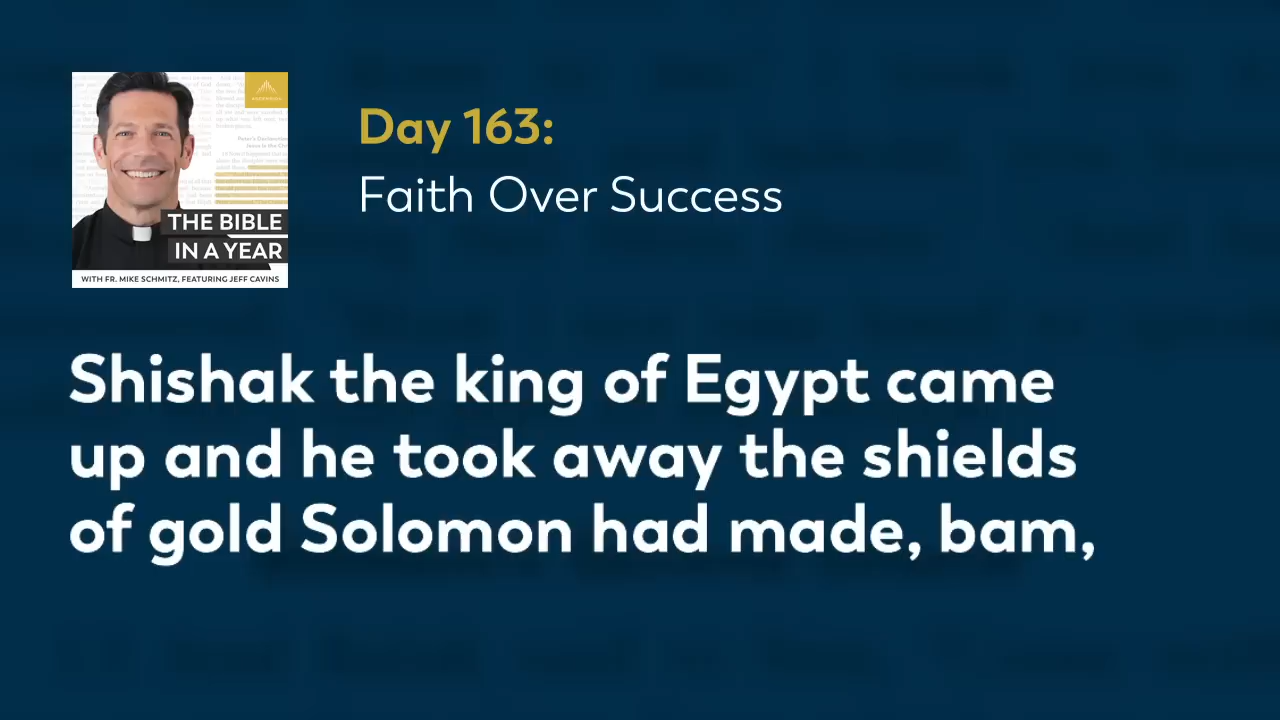 THE BIBLE
IN A YEAR
WITH FR. MIKE SCHMITZ, FEATURING JEFF CAVINS
Day 163:
Faith Over Success
Shishak the king of Egypt came
up and he took away the shields
of gold Solomon had made, bam,